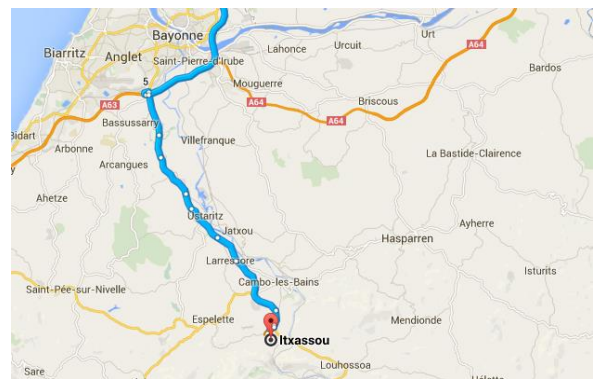 Urt
Bayonne
Biarritz
Lahonce
Urcuit
Anglet
Saint-Pierre-d'Irube
Bardos
5
Mouguerre
A63
A64
Briscous
A64
Bidart
Bassussarry
Arbonne
Villefranque
La Bastide-Clairence
Arcangues
Ahetze
Ustaritz
Jatxou
Ayherre
Hasparren
Larressore
Isturits
Cambo-les-Bains
Saint-Pée-sur-Nivelle
Espelette
Mendionde
Itxassou
Louhossoa
Sare